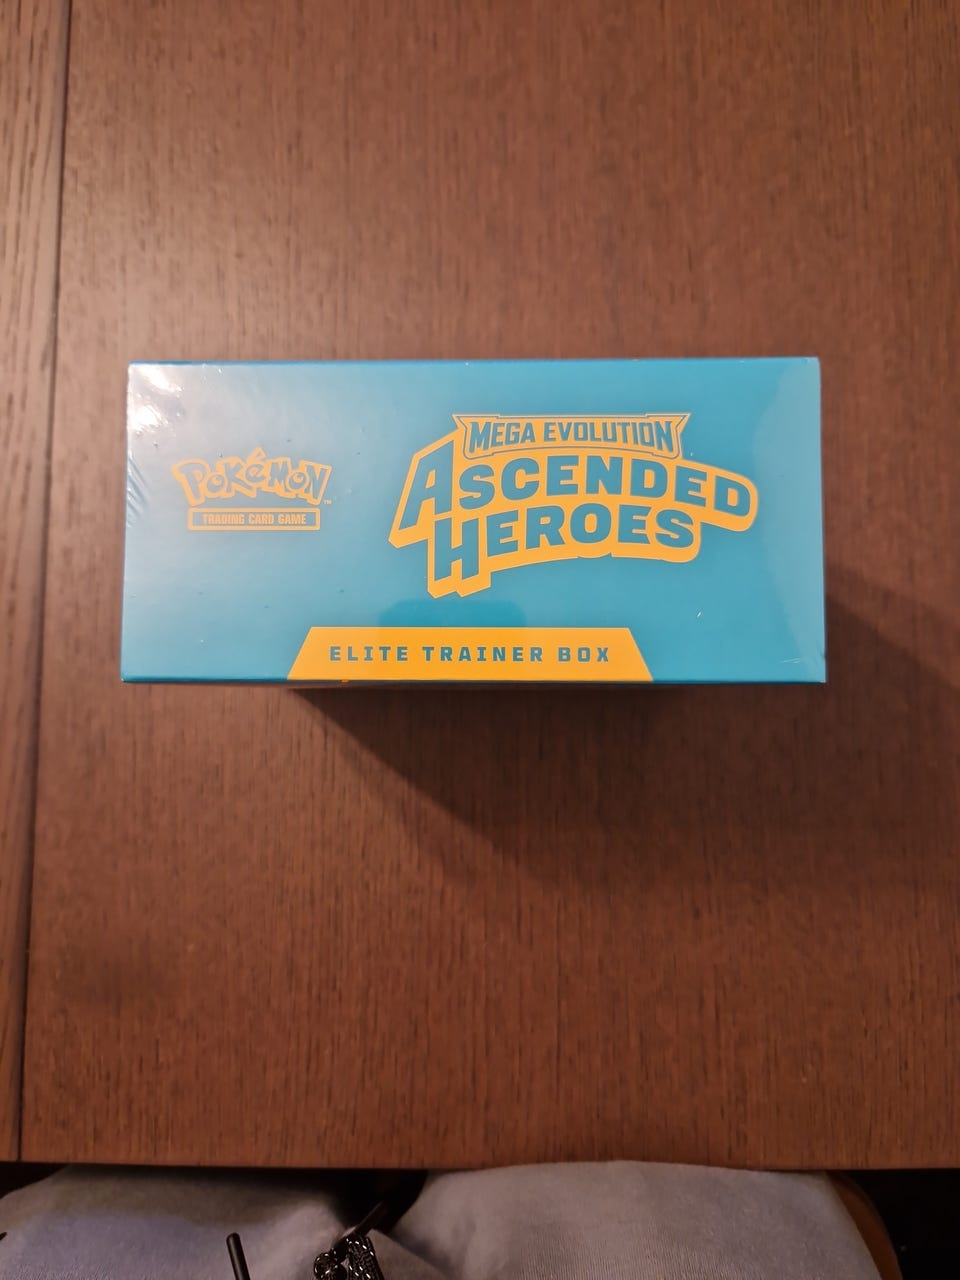 POKéMON
TRADING CARD GAME
MEGA EVOLUTION
ASCENDED
HEROES
ELITE TRAINER BOX